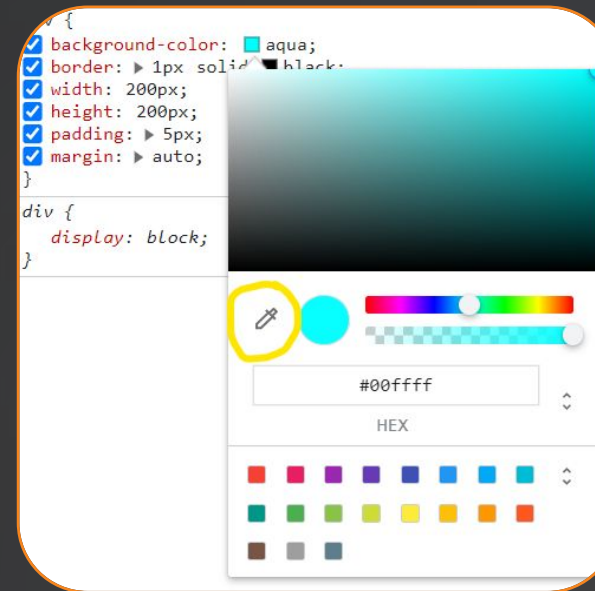 {
background-color: aqua;
border: 1px solid black;
width: 200px;
height: 200px;
padding: 5px;
margin: auto;
}
div {
display: block;
}
#00ffff
HEX